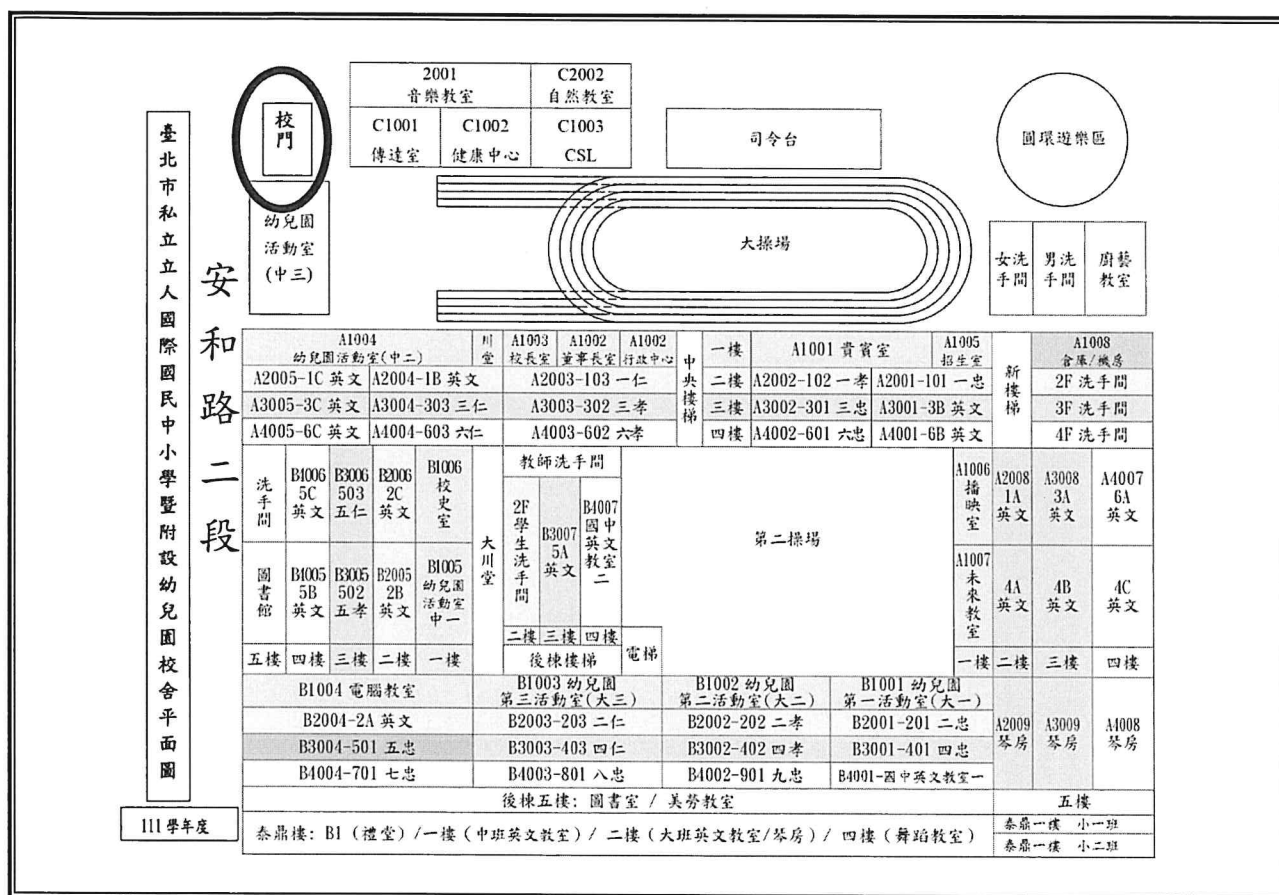 臺北市私立立人國際國民中小學暨附設幼兒園校舍平面圖
111學年度
安和路二段
校門
幼兒園
活動室
(中三)
2001
音樂教室
C2002
自然教室
C1001
傳達室
C1002
健康中心
C1003
CSL
司令台
圓環遊樂區
大操場
女洗手間
男洗手間
廚藝教室
A1004
幼兒園活動室(中二)
川堂
A1003
校長室
A1002
董事長室
A1002
行政中心
中央樓梯
一樓
A1001 貴賓室
A1005
招生室
新樓梯
A1008
倉庫/機房
A2005-1C 英文
A2004-1B 英文
A2003-103 一仁
二樓
A2002-102 一孝
A2001-101 一忠
2F 洗手間
A3005-3C 英文
A3004-303 三仁
A3003-302 三孝
三樓
A3002-301 三忠
A3001-3B 英文
3F 洗手間
A4005-6C 英文
A4004-603 六仁
A4003-602 六孝
四樓
A4002-601 六忠
A4001-6B 英文
4F 洗手間
洗手間
B4006
5C
英文
B3006
503
五仁
B2006
2C
英文
B1006
校史室
大川堂
教師洗手間
2F學生洗手間
B3007
5A
英文
B4007
國中英文教室二
第二操場
A1006
播映室
A2008
1A
英文
A3008
3A
英文
A4007
6A
英文
圖書館
B4005
5B
英文
B3005
502
五孝
B2005
2B
英文
B1005
幼兒園
活動室
中一
A1007
未來教室
4A
英文
4B
英文
4C
英文
二樓
三樓
四樓
電梯
五樓
四樓
三樓
二樓
一樓
後棟樓梯
一樓
二樓
三樓
四樓
B1004 電腦教室
B1003 幼兒園
第三活動室(大三)
B1002 幼兒園
第二活動室(大二)
B1001 幼兒園
第一活動室(大一)
B2004-2A 英文
B2003-203 二仁
B2002-202 二孝
B2001-201 二忠
A2009
琴房
A3009
琴房
A4008
琴房
B3004-501 五忠
B3003-403 四仁
B3002-402 四孝
B3001-401 四忠
B4004-701 七忠
B4003-801 八忠
B4002-901 九忠
B4001-國中英文教室一
後棟五樓: 圖書室 / 美勞教室
五樓
泰鼎樓: B1 (禮堂) /一樓 (中班英文教室) / 二樓 (大班英文教室/琴房) / 四樓 (舞蹈教室)
泰鼎一樓 小一班
泰鼎一樓 小二班